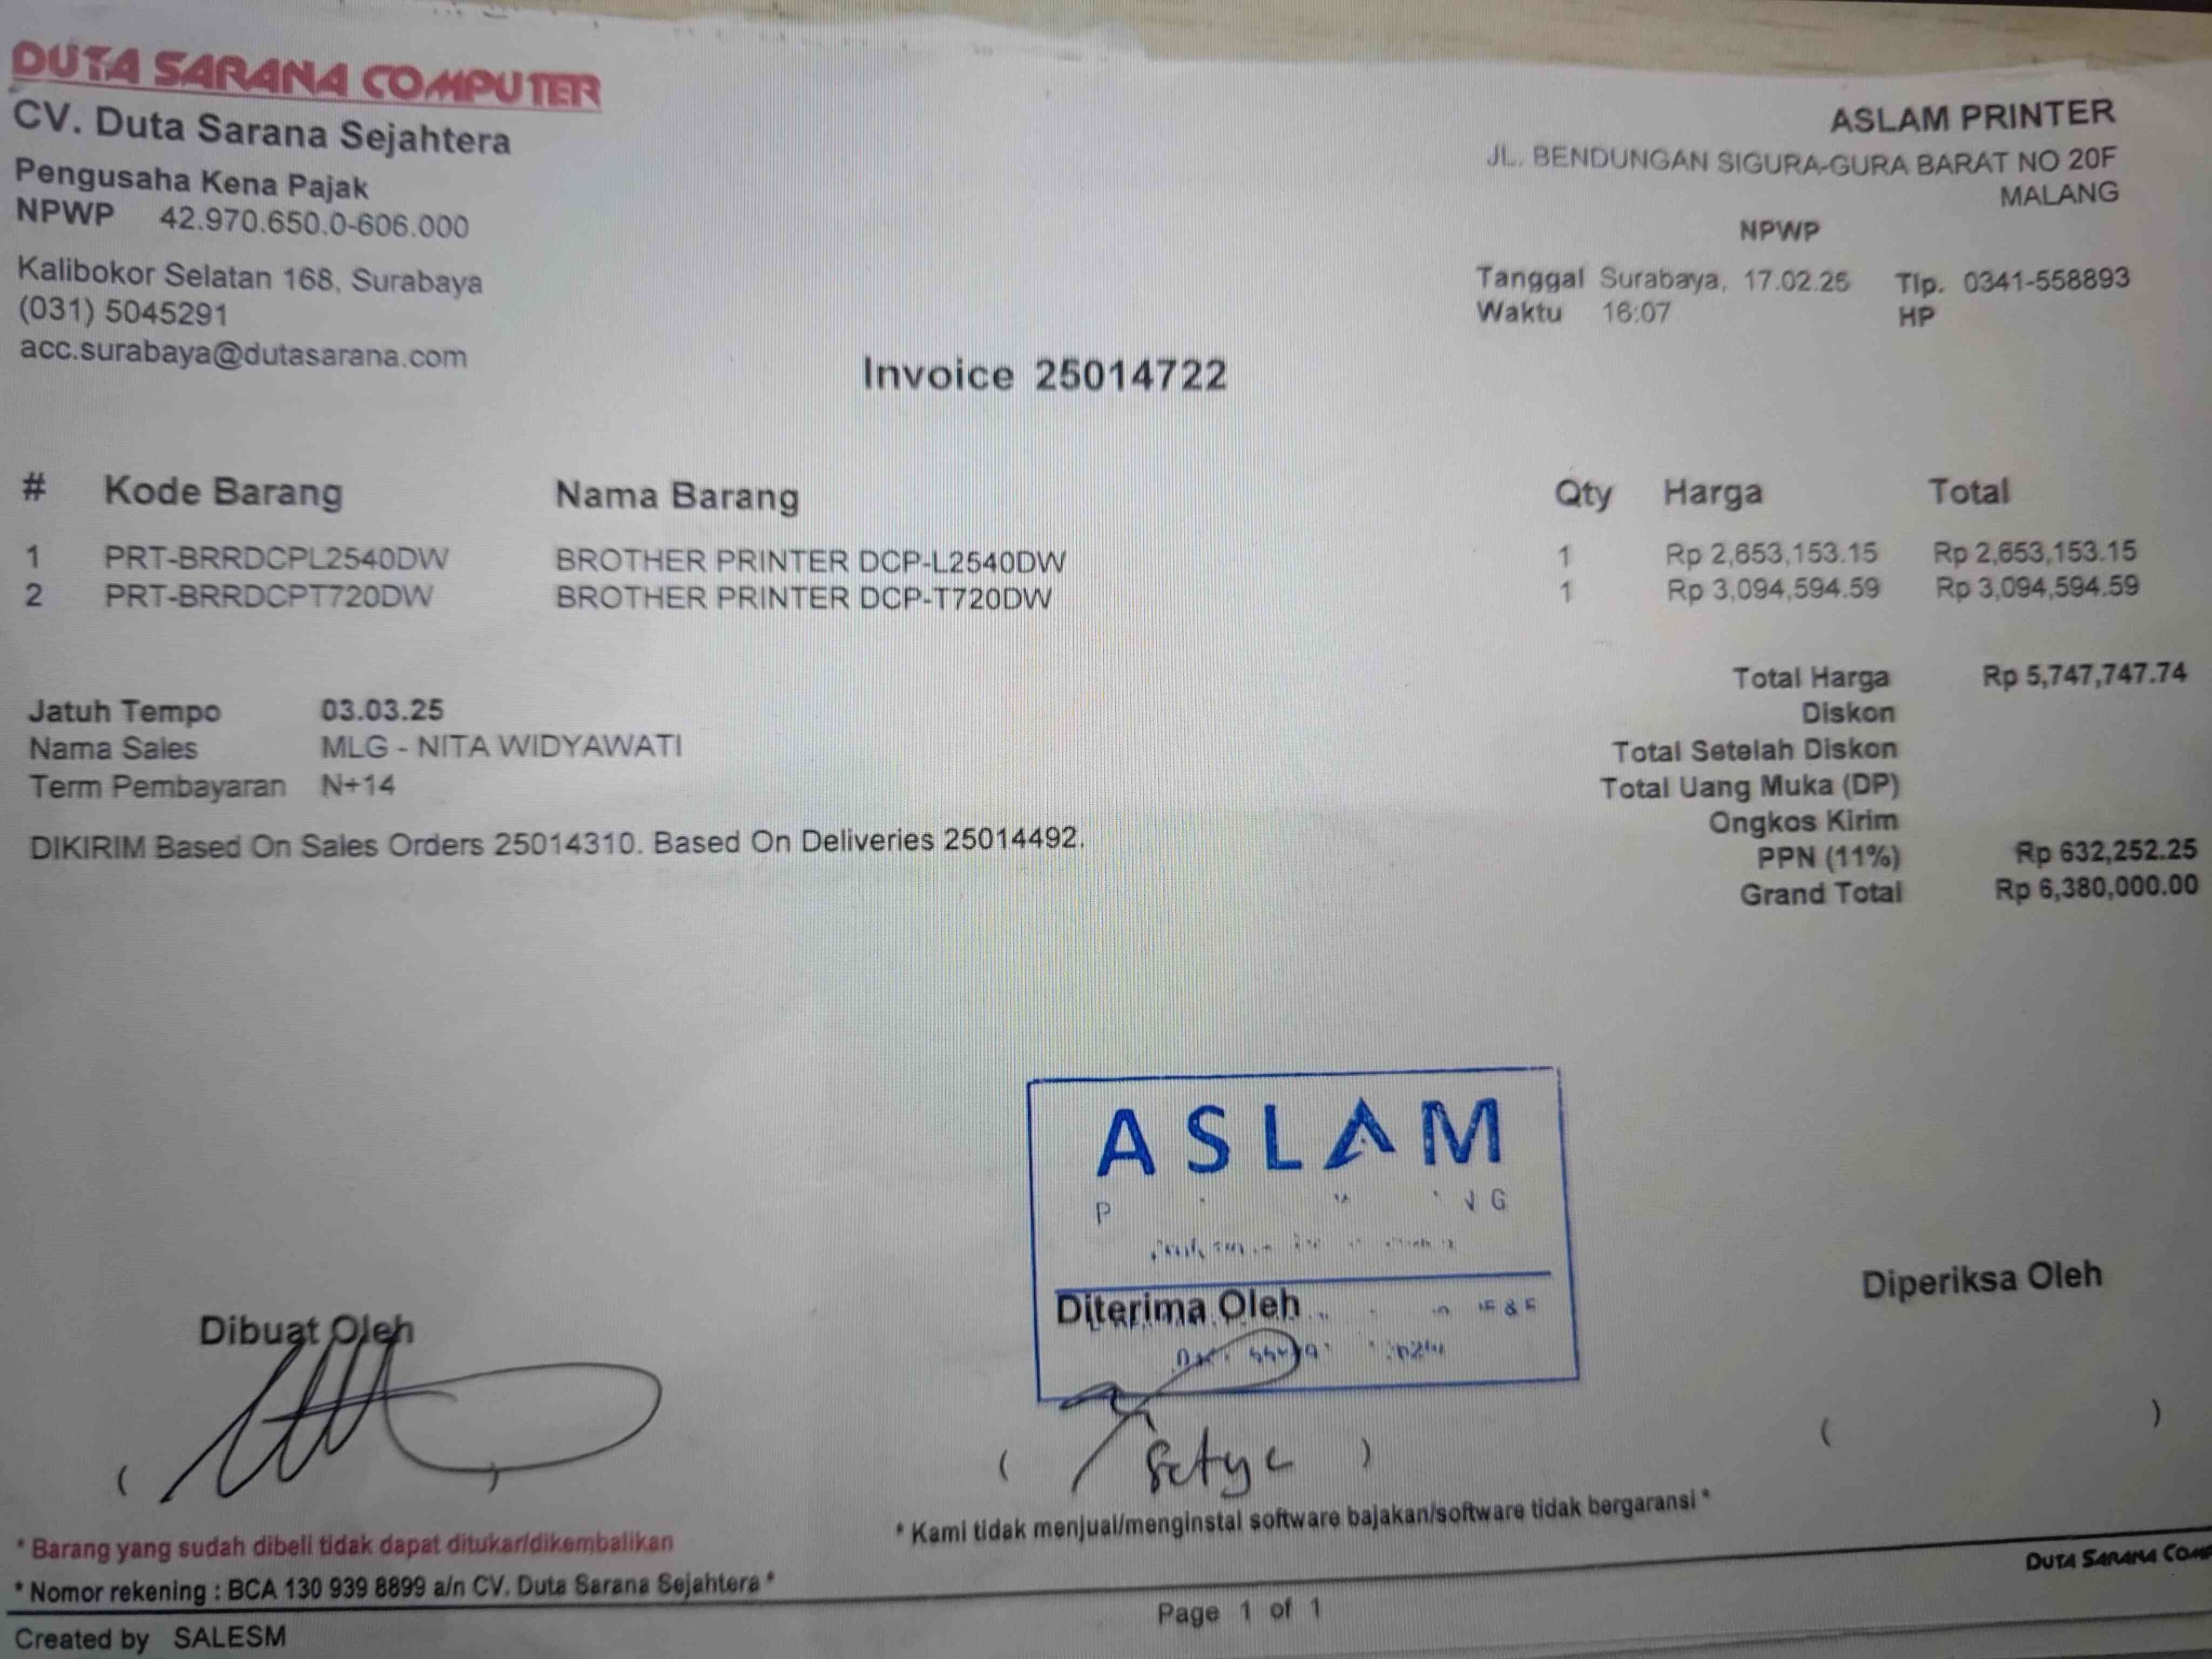 DUTA SARANA COMPUTER
CV. Duta Sarana Sejahtera
Pengusaha Kena Pajak
NPWP 42.970.650.0-606.000
Kalibokor Selatan 168, Surabaya
(031) 5045291
acc.surabaya@dutasarana.com
ASLAM PRINTER
JL. BENDUNGAN SIGURA-GURA BARAT NO 20F
MALANG
NPWP
Tanggal Surabaya, 17.02.25 Tlp. 0341-558893
Waktu 16:07 HP
Invoice 25014722
# Kode Barang Nama Barang Qty Harga Total
1 PRT-BRRDCPL2540DW BROTHER PRINTER DCP-L2540DW 1 Rp 2,653,153.15 Rp 2,653,153.15
2 PRT-BRRDCPT720DW BROTHER PRINTER DCP-T720DW 1 Rp 3,094,594.59 Rp 3,094,594.59
Total Harga Rp 5,747,747.74
Diskon
Total Setelah Diskon
Total Uang Muka (DP)
Ongkos Kirim
PPN (11%) Rp 632,252.25
Grand Total Rp 6,380,000.00
Jatuh Tempo 03.03.25
Nama Sales MLG - NITA WIDYAWATI
Term Pembayaran N+14
DIKIRIM Based On Sales Orders 25014310. Based On Deliveries 25014492.
ASLAM
Dibuat Oleh
Diterima Oleh
Diperiksa Oleh
( )
( )
( )
* Barang yang sudah dibeli tidak dapat ditukar/dikembalikan
* Kami tidak menjual/menginstal software bajakan/software tidak bergaransi *
* Nomor rekening : BCA 130 939 8899 a/n CV. Duta Sarana Sejahtera *
DUTA SARANA
Page 1 of 1
Created by SALESM